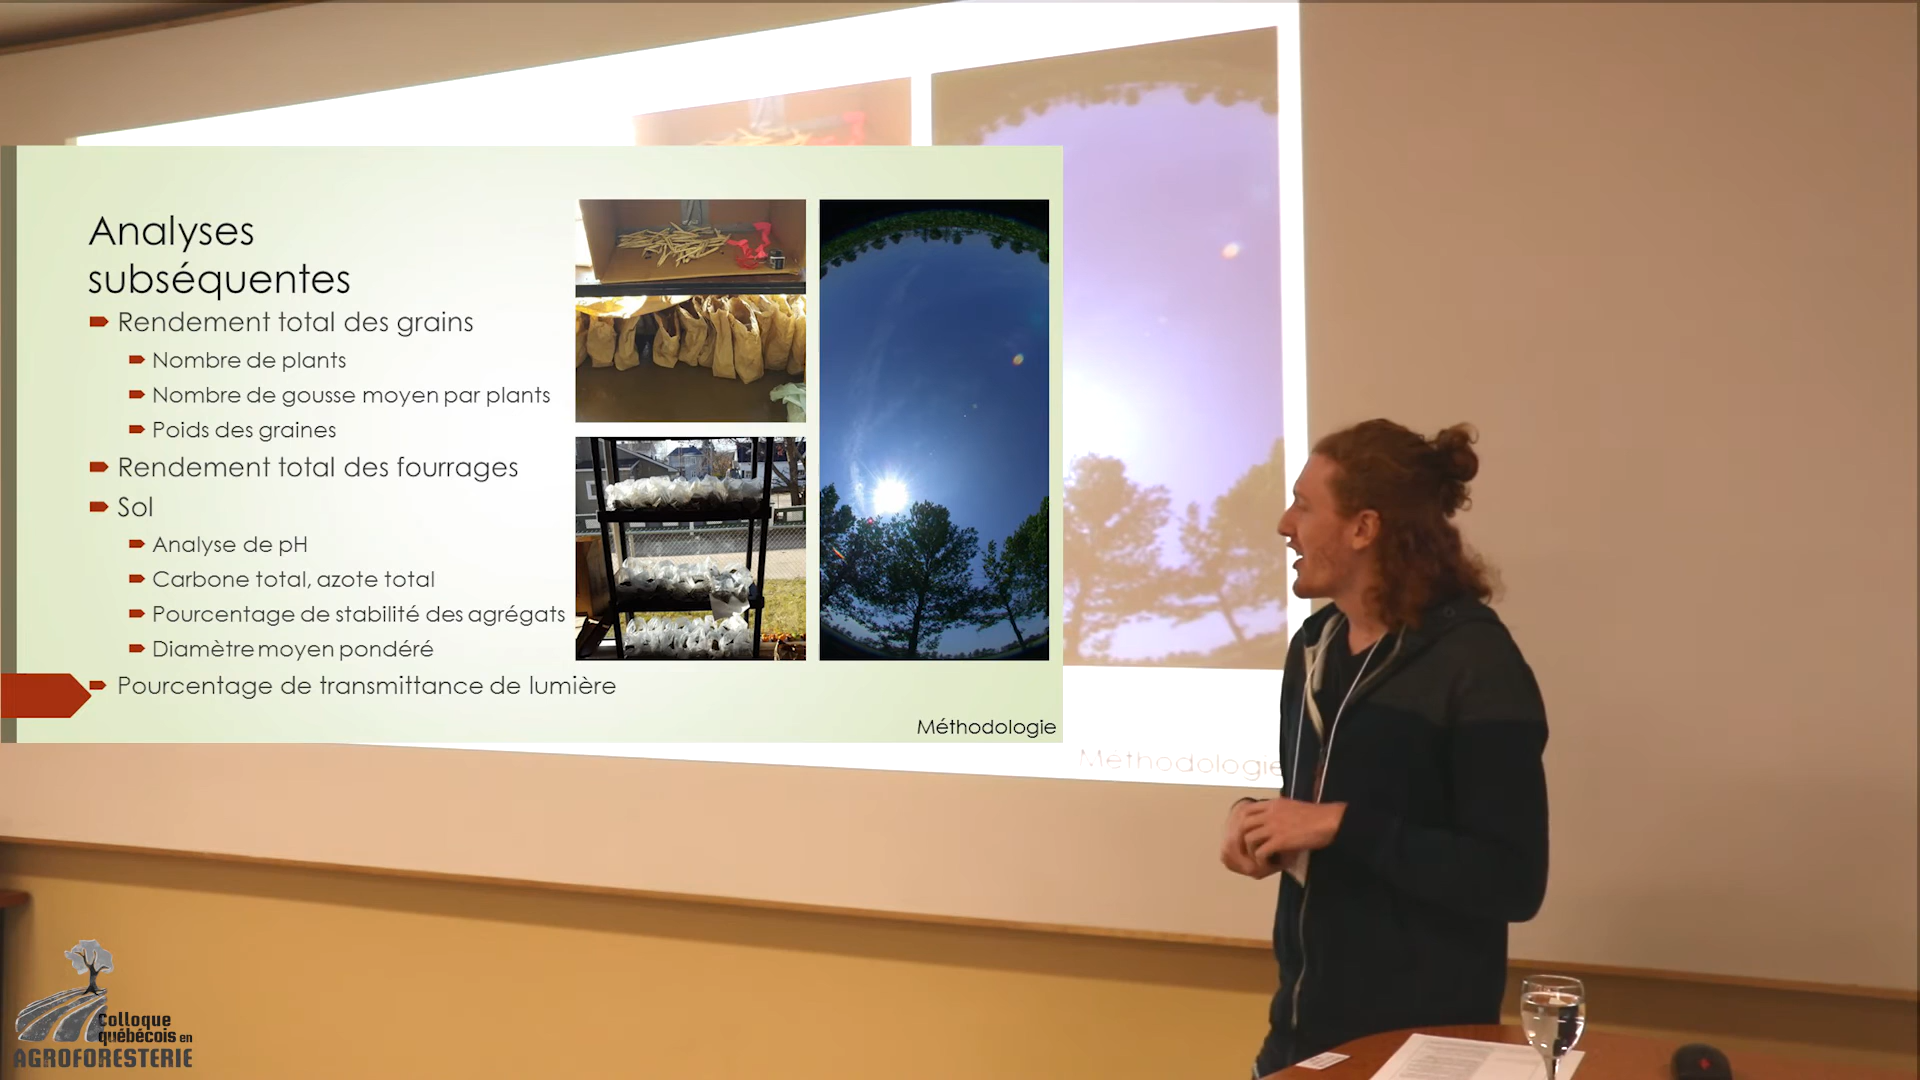 Analyses
subséquentes
Rendement total des grains
Nombre de plants
Nombre de gousse moyen par plants
Poids des graines
Rendement total des fourrages
Sol
Analyse de pH
Carbone total, azote total
Pourcentage de stabilité des agrégats
Diamètre moyen pondéré
Pourcentage de transmittance de lumière
Méthodologie
Méthodologie
Colloque
québécois en
AGROFORESTERIE